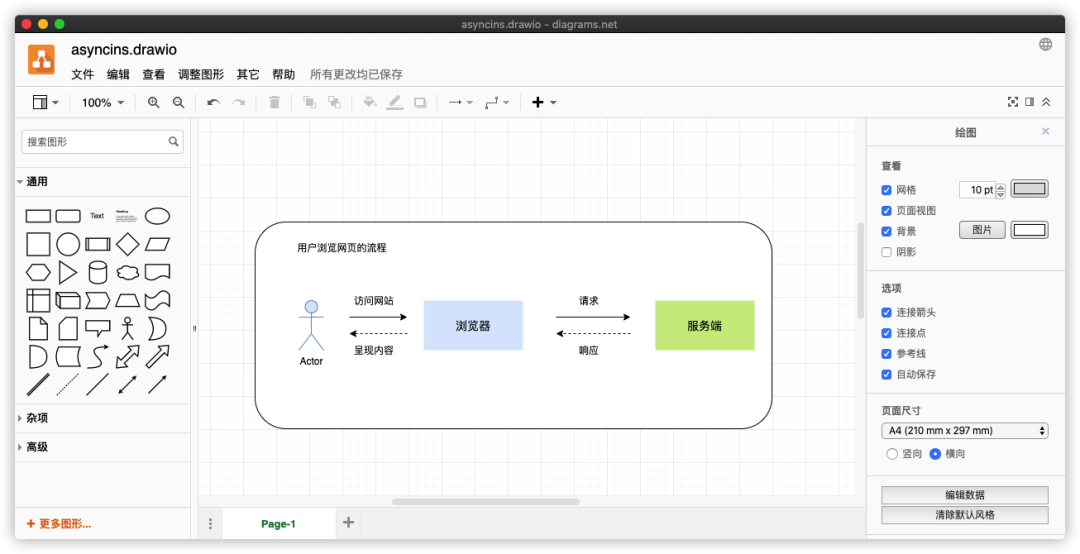 asyncins.drawio - diagrams.net
asyncins.drawio
文件 编辑 查看 调整图形 其它 帮助 所有更改均已保存
100%
搜索图形
通用
Text
Heading
杂项
高级
+ 更多图形...
用户浏览网页的流程
访问网站
呈现内容
Actor
浏览器
请求
响应
服务端
Page-1
绘图
查看
网格 10 pt
页面视图
背景 图片
阴影
选项
连接箭头
连接点
参考线
自动保存
页面尺寸
A4 (210 mm x 297 mm)
竖向 横向
编辑数据
清除默认风格